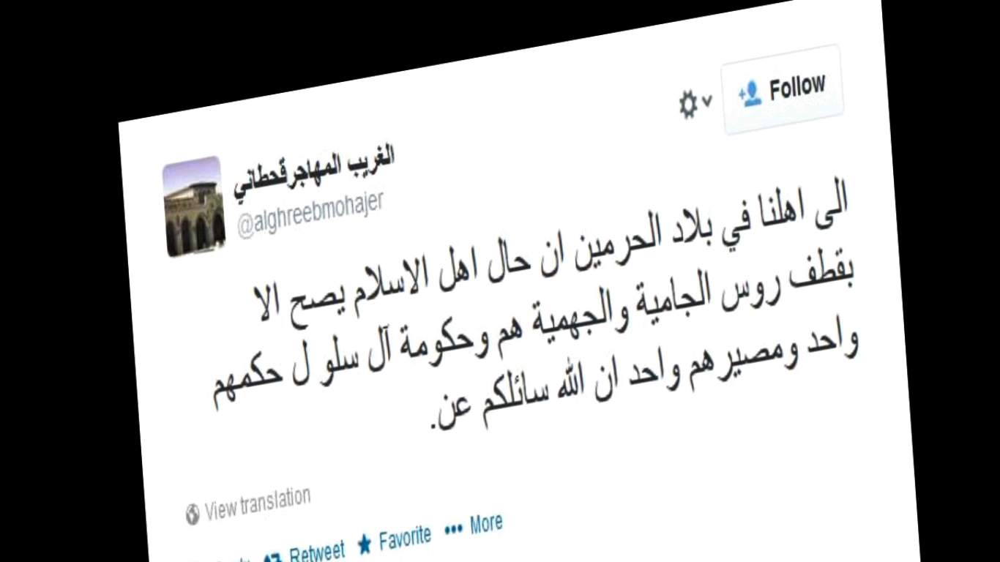 Follow
الغريب المهاجرقحطاني
@alghreebmohajer
الى اهلنا في بلاد الحرمين ان حال اهل الاسلام يصح الا
بقطف روس الجامية والجهمية هم وحكومة آل سلو ل حكمهم
واحد ومصيرهم واحد ان الله سائلكم عن.
View translation
Retweet Favorite More